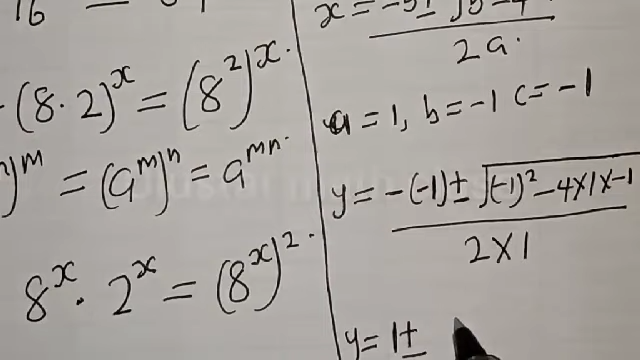 16 —
(8·2)^x = (8^2)^x.
)^m = (a^m)^n = a^mn.
8^x · 2^x = (8^x)^2.
x = -b ± √b
2a.
a = 1, b = -1 c = -1
y = -(-1) ± √(-1)^2 - 4×1×-1
2×1
y = 1±